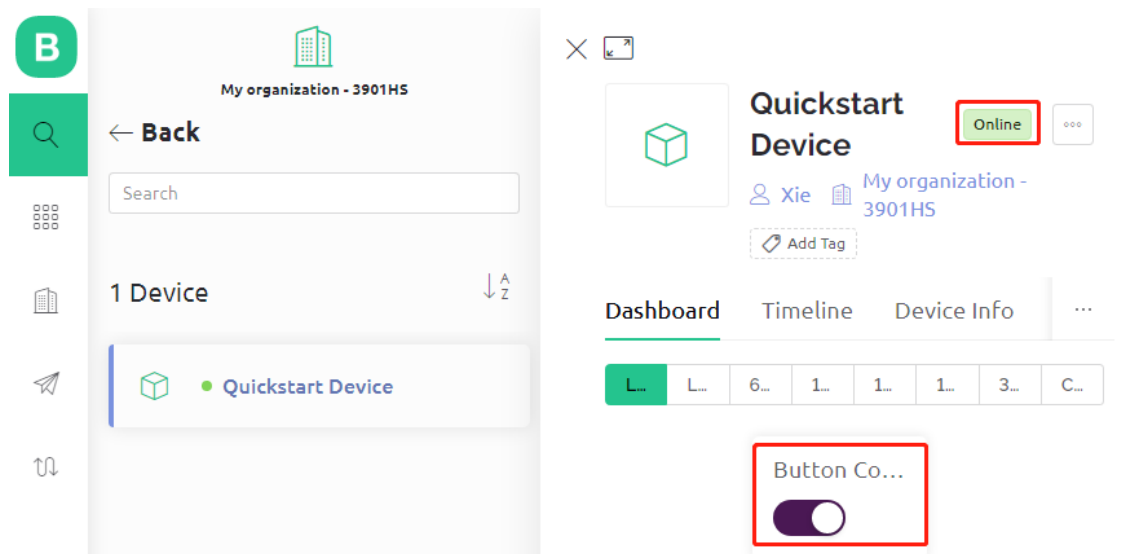 B
My organization - 3901HS
← Back
Search
1 Device
A
Z
Quickstart Device
Quickstart
Device
Online
Xie
My organization -
3901HS
Add Tag
Dashboard
Timeline
Device Info
...
L...
L...
6...
1...
1...
1...
3...
C...
Button Co...